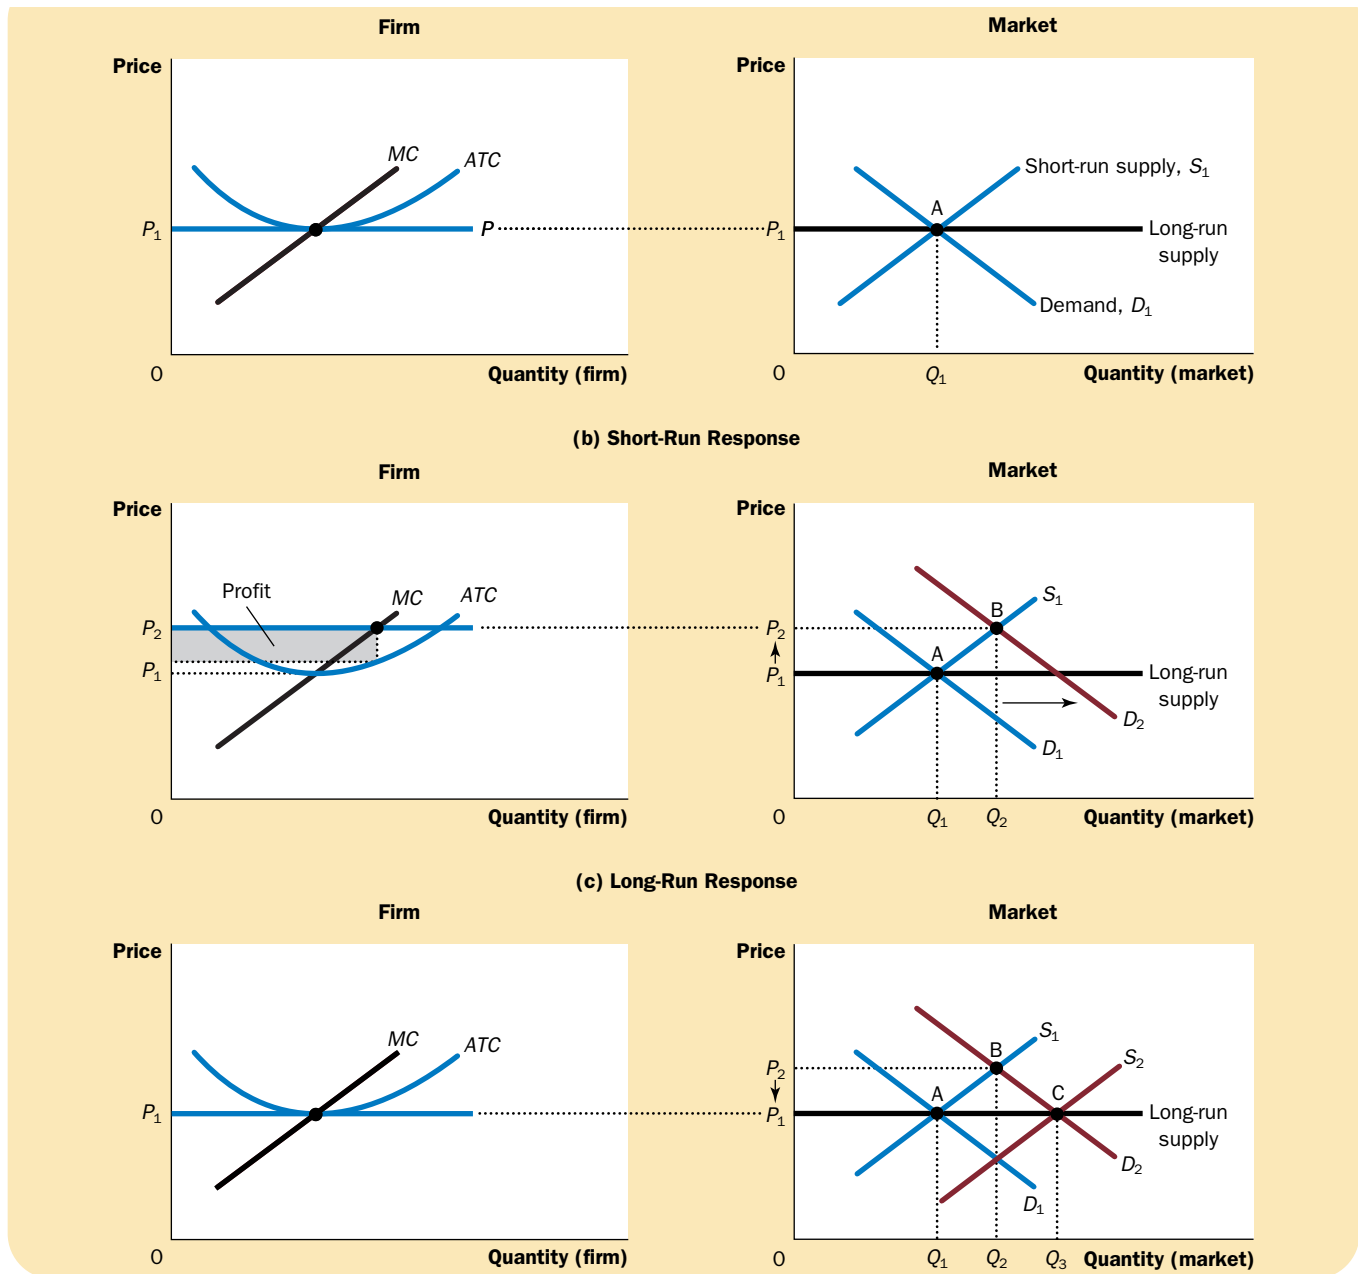 Firm
Market
Price
MC
ATC
P1
P
0
Quantity (firm)
Price
Short-run supply, S1
A
P1
Long-run
supply
Demand, D1
0
Q1
Quantity (market)
(b) Short-Run Response
Firm
Market
Price
Profit
MC
ATC
P2
P1
0
Quantity (firm)
Price
S1
B
P2
A
P1
Long-run
supply
D2
D1
0
Q1
Q2
Quantity (market)
(c) Long-Run Response
Firm
Market
Price
MC
ATC
P1
0
Quantity (firm)
Price
S1
B
S2
P2
A
C
P1
Long-run
supply
D2
D1
0
Q1
Q2
Q3
Quantity (market)